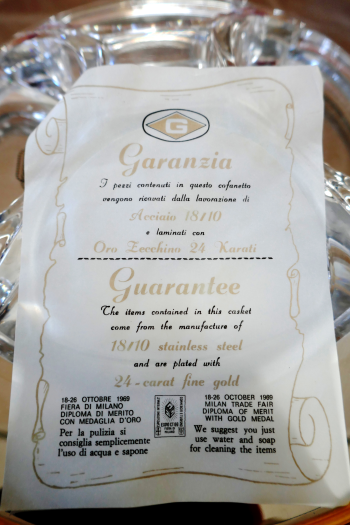 G
Garanzia
I pezzi contenuti in questo cofanetto
vengono ricavati dalla lavorazione di
Acciaio 18/10
e laminati con
Oro Zecchino 24 Karati
Guarantee
The items contained in this casket
come from the manufacture of
18/10 stainless steel
and are plated with
24-carat fine gold
18-26 OTTOBRE 1969
FIERA DI MILANO
DIPLOMA DI MERITO
CON MEDAGLIA D'ORO
Per la pulizia si
consiglia semplicemente
l'uso di acqua e sapone
18-26 OCTOBER 1969
MILAN TRADE FAIR
DIPLOMA OF MERIT
WITH GOLD MEDAL
We suggest you just
use water and soap
for cleaning the items